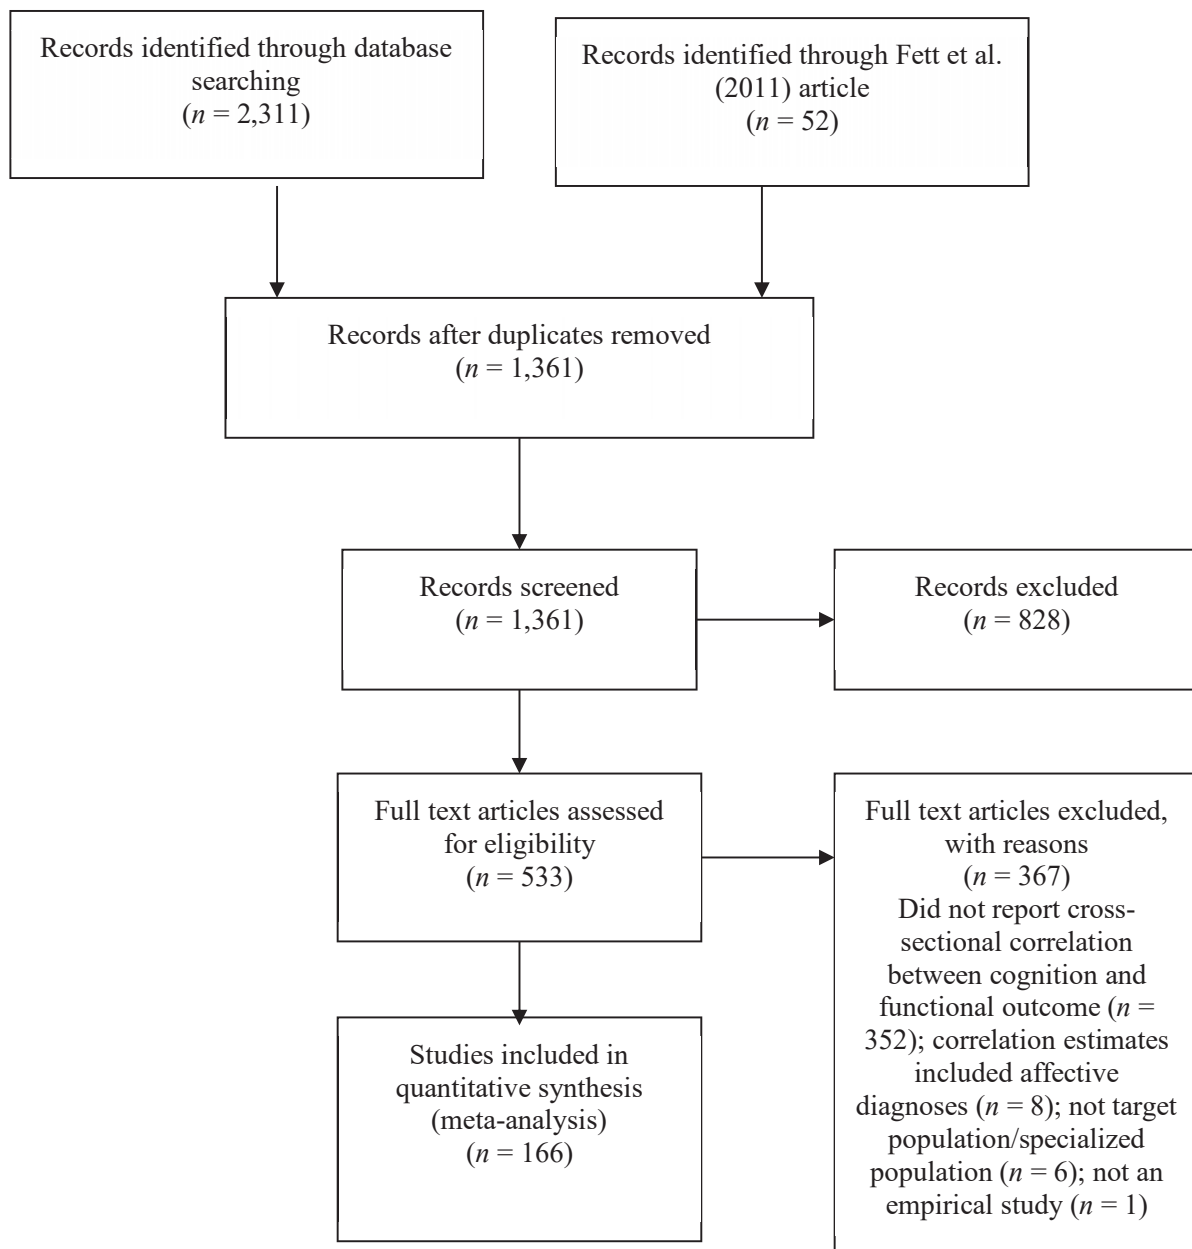 Records identified through database
searching
(n = 2,311)
Records identified through Fett et al.
(2011) article
(n = 52)
Records after duplicates removed
(n = 1,361)
Records screened
(n = 1,361)
Records excluded
(n = 828)
Full text articles assessed
for eligibility
(n = 533)
Full text articles excluded,
with reasons
(n = 367)
Did not report cross-
sectional correlation
between cognition and
functional outcome (n =
352); correlation estimates
included affective
diagnoses (n = 8); not target
population/specialized
population (n = 6); not an
empirical study (n = 1)
Studies included in
quantitative synthesis
(meta-analysis)
(n = 166)